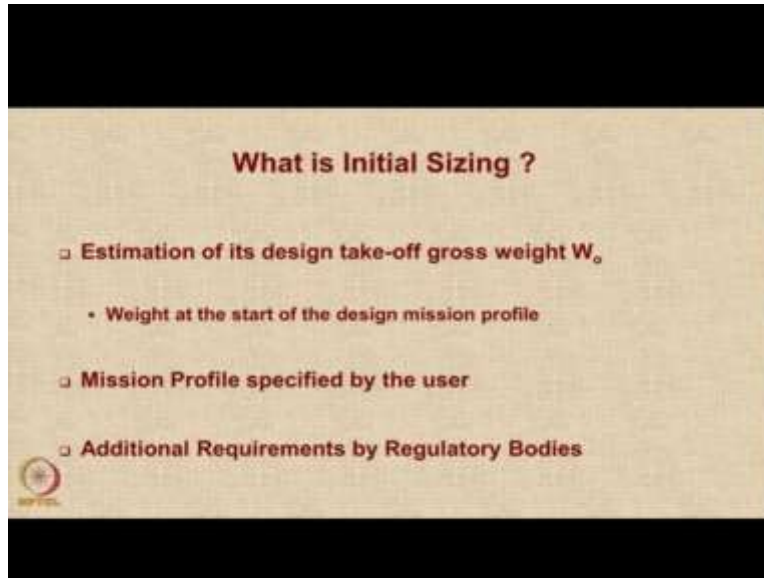 What is Initial Sizing ?
Estimation of its design take-off gross weight Wo
Weight at the start of the design mission profile
Mission Profile specified by the user
Additional Requirements by Regulatory Bodies
NPTEL